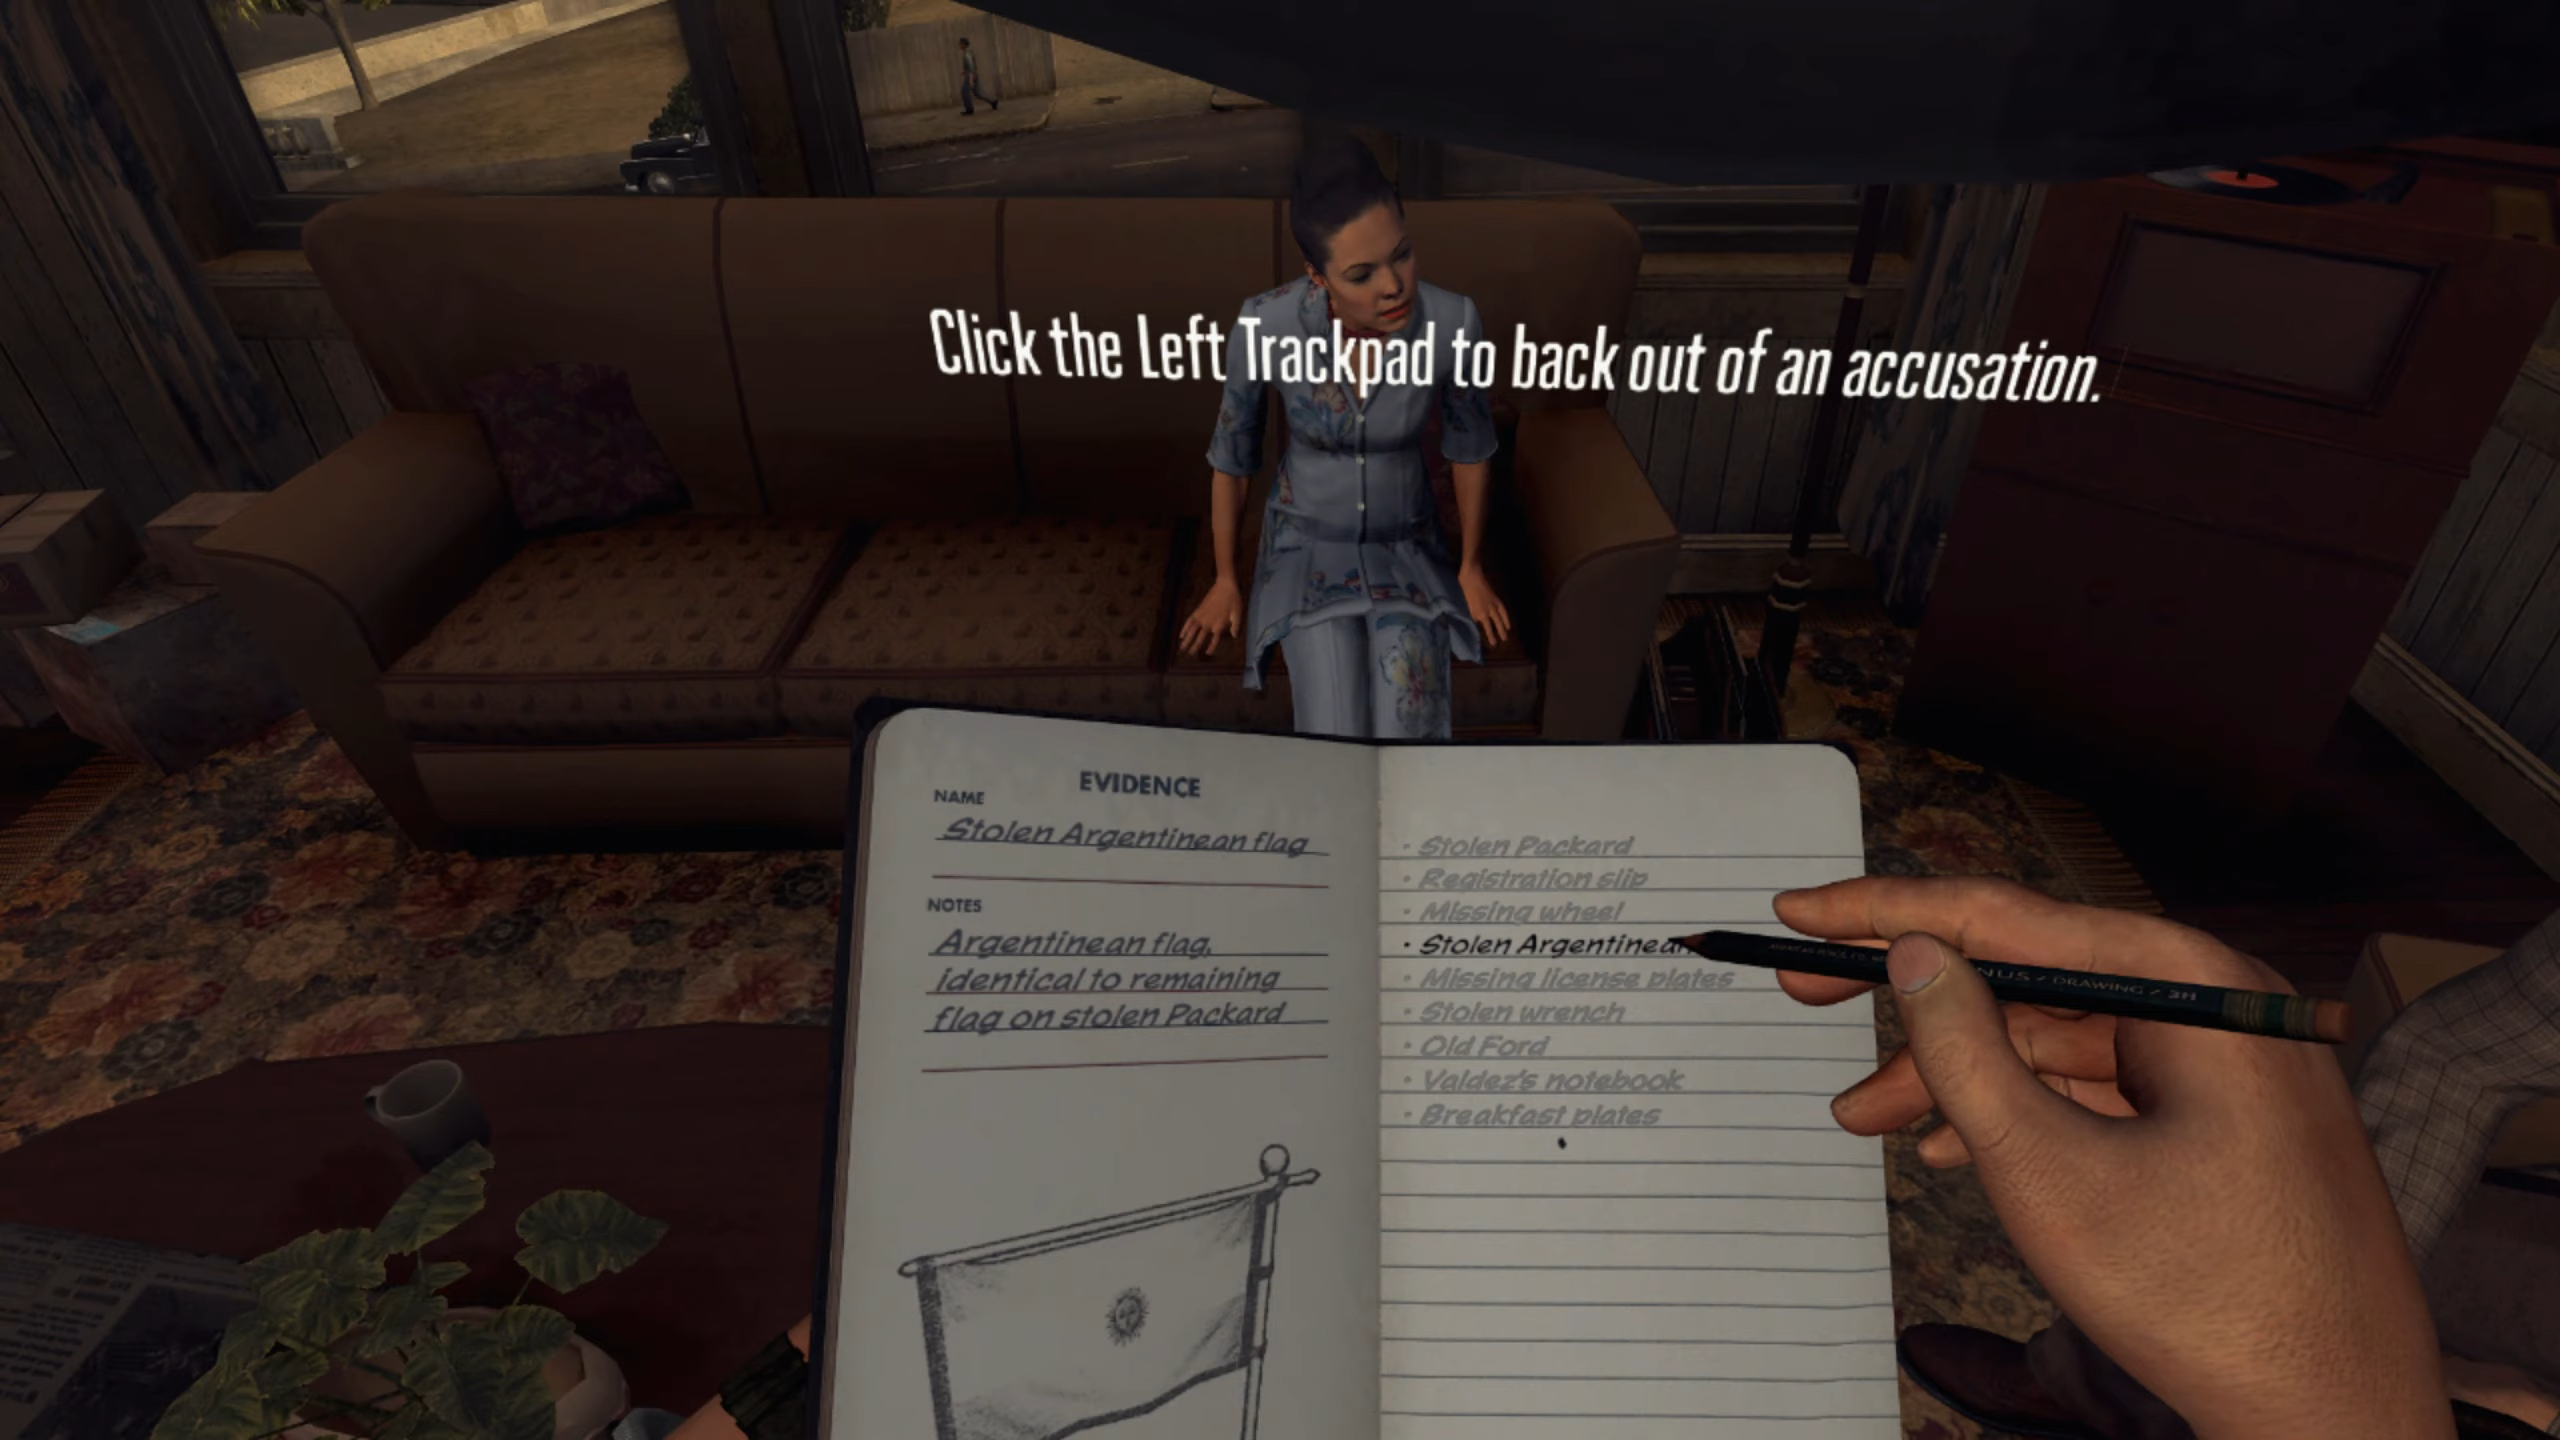 Click the Left Trackpad to back out of an accusation.
EVIDENCE
NAME
Stolen Argentinean flag
NOTES
Argentinean flag,
identical to remaining
flag on stolen Packard
• Stolen Packard
• Registration slip
• Missing wheel
• Stolen Argentinean
• Missing license plates
• Stolen wrench
• Old Ford
• Valdez's notebook
• Breakfast plates
DRAWING